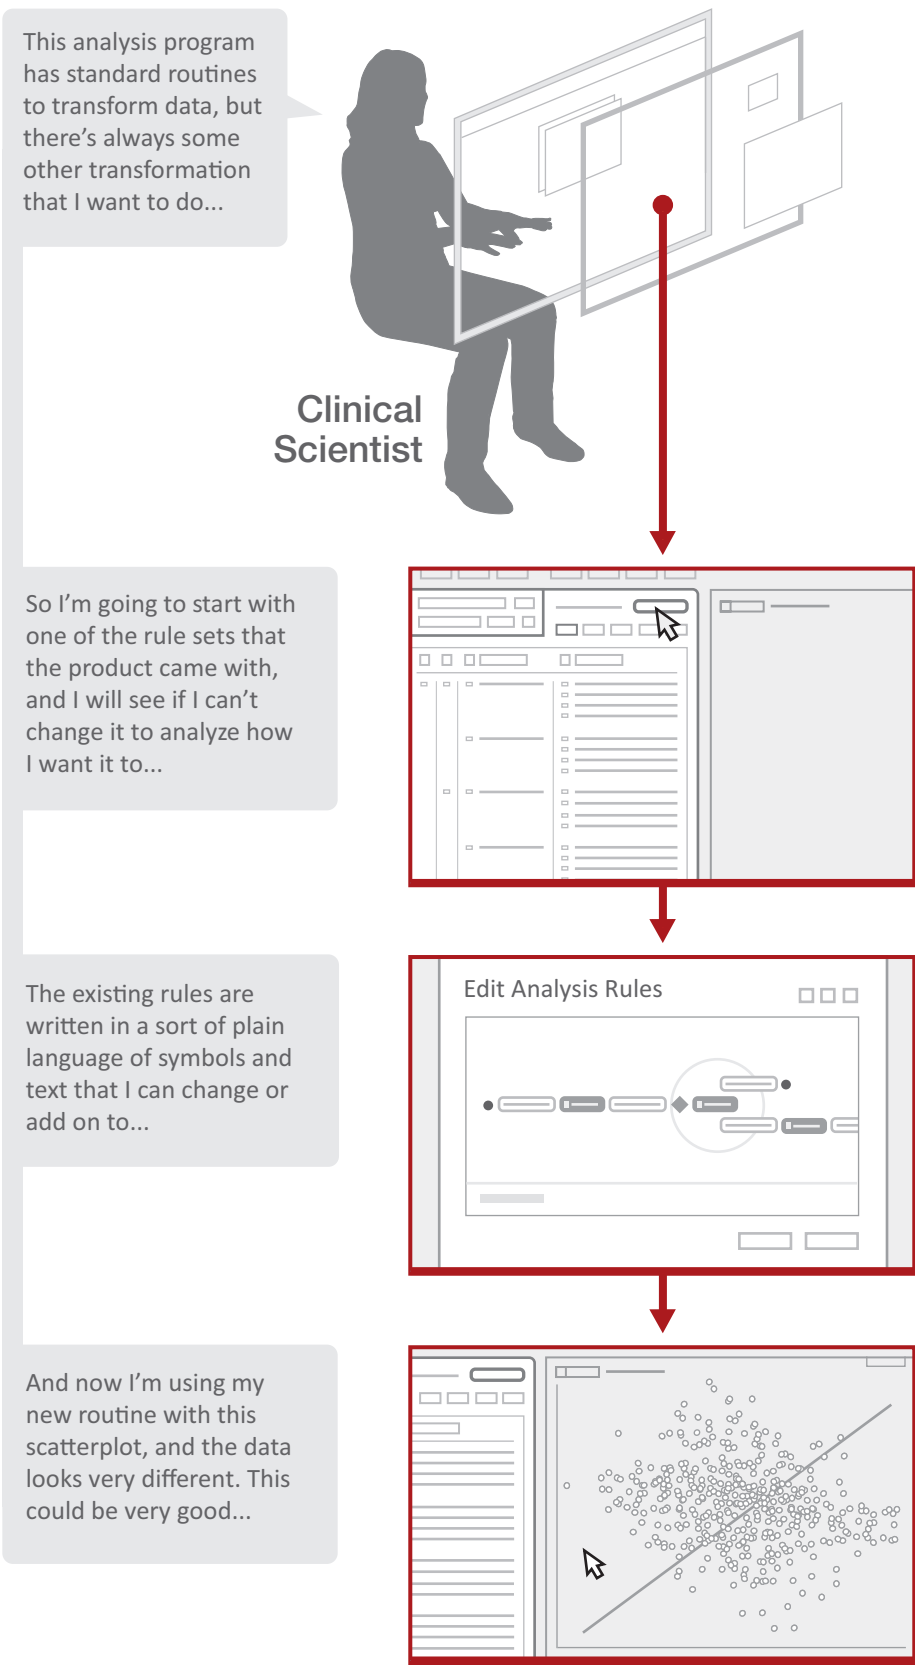 This analysis program
has standard routines
to transform data, but
there's always some
other transformation
that I want to do...
Clinical
Scientist
So I'm going to start with
one of the rule sets that
the product came with,
and I will see if I can't
change it to analyze how
I want it to...
The existing rules are
written in a sort of plain
language of symbols and
text that I can change or
add on to...
Edit Analysis Rules
And now I'm using my
new routine with this
scatterplot, and the data
looks very different. This
could be very good...